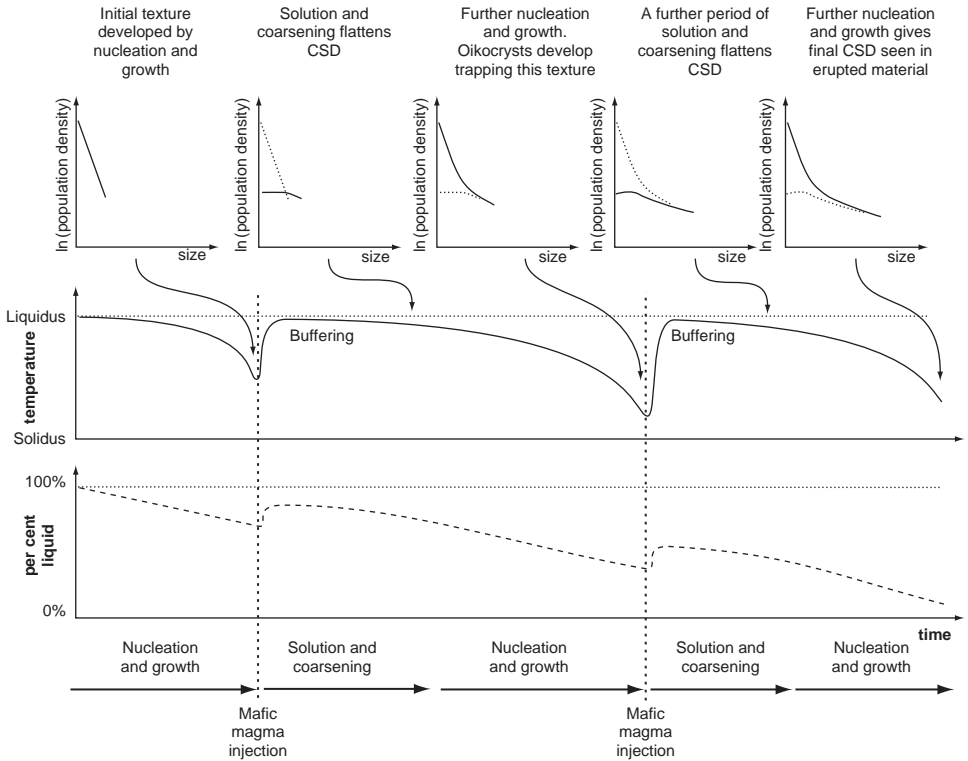 Initial texture
developed by
nucleation and
growth
Solution and
coarsening flattens
CSD
Further nucleation
and growth.
Oikocrysts develop
trapping this texture
A further period of
solution and
coarsening flattens
CSD
Further nucleation
and growth gives
final CSD seen in
erupted material
ln (population density)
size
ln (population density)
size
ln (population density)
size
ln (population density)
size
ln (population density)
size
Liquidus
temperature
Solidus
Buffering
Buffering
100%
per cent
liquid
0%
time
Nucleation
and growth
Solution and
coarsening
Nucleation
and growth
Solution and
coarsening
Nucleation
and growth
Mafic
magma
injection
Mafic
magma
injection